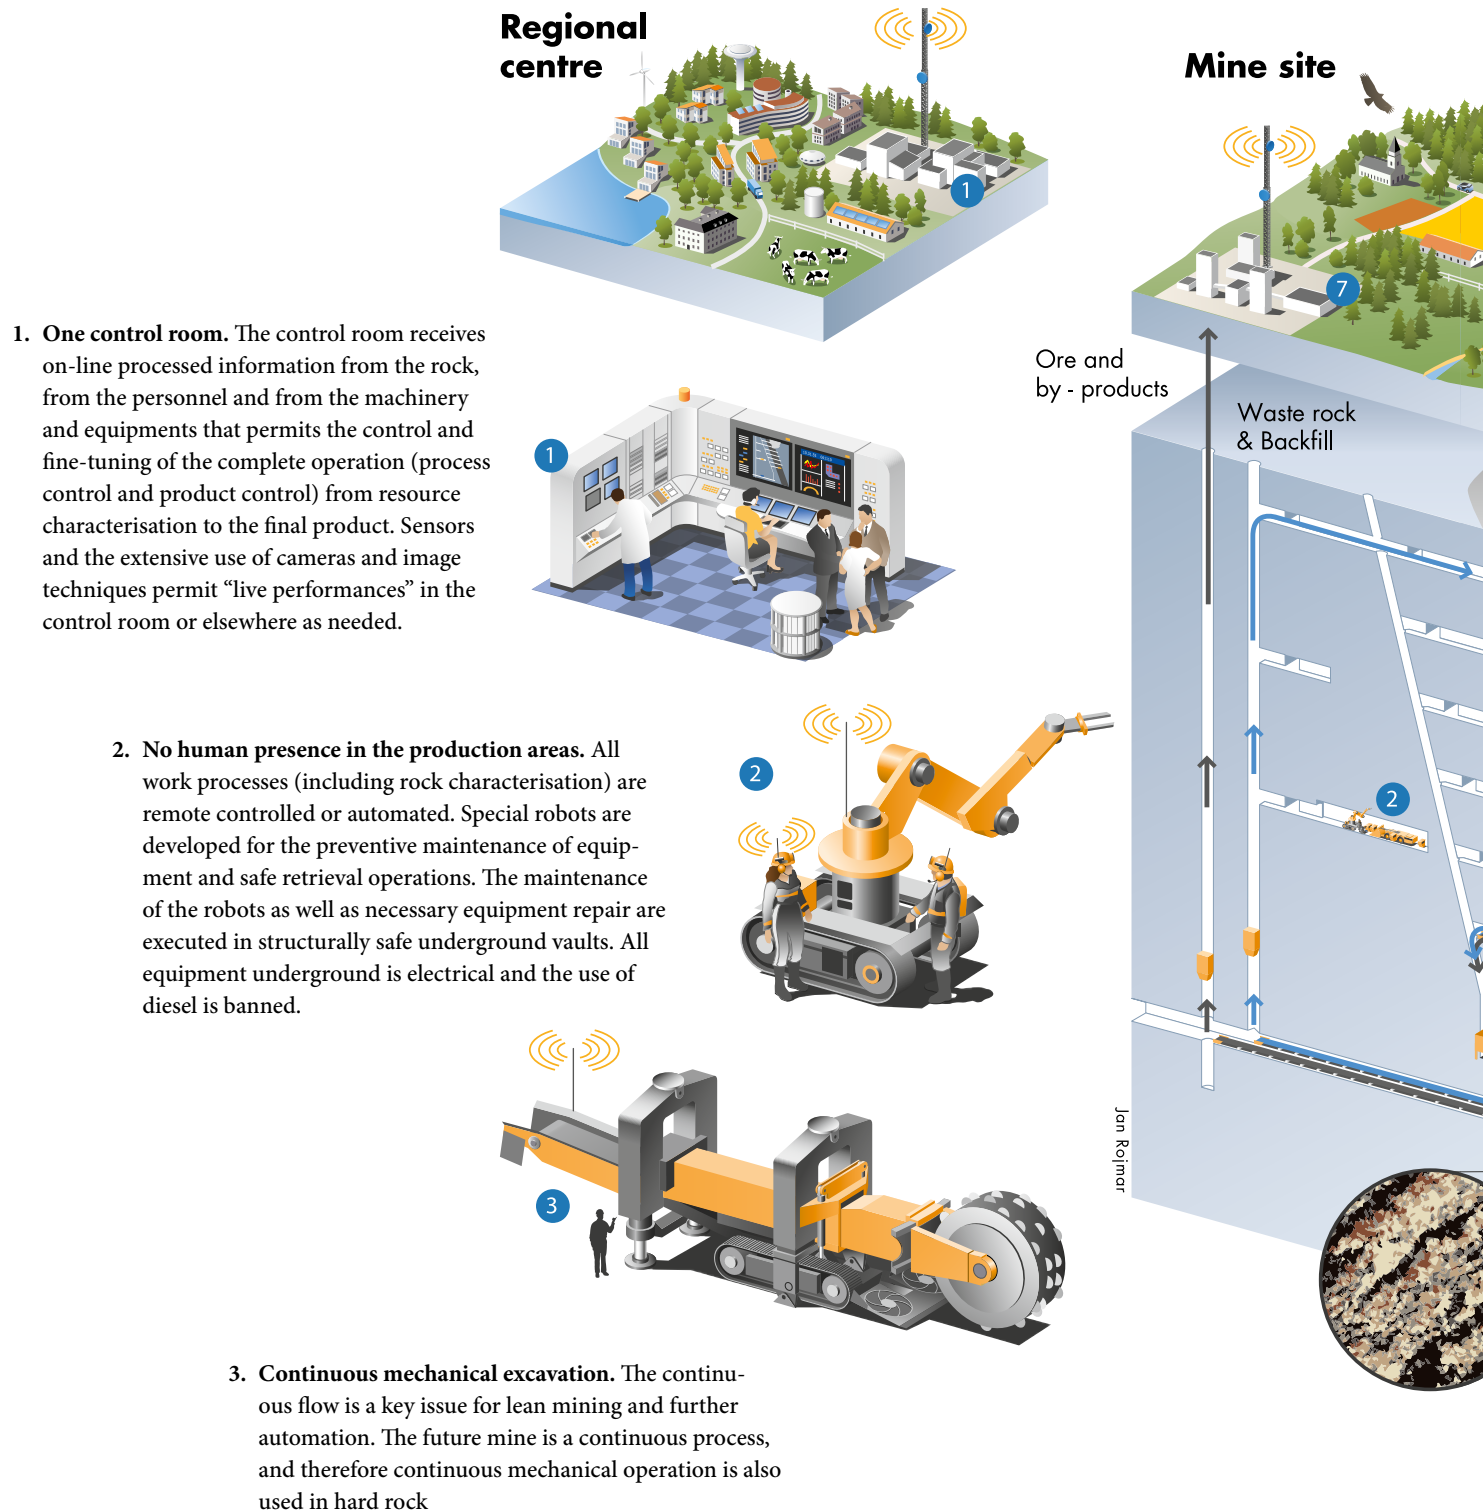 Regional
centre
Mine site
1
7
Ore and
by - products
Waste rock
& Backfill
1. One control room. The control room receives
on-line processed information from the rock,
from the personnel and from the machinery
and equipments that permits the control and
fine-tuning of the complete operation (process
control and product control) from resource
characterisation to the final product. Sensors
and the extensive use of cameras and image
techniques permit “live performances” in the
control room or elsewhere as needed.
1
2. No human presence in the production areas. All
work processes (including rock characterisation) are
remote controlled or automated. Special robots are
developed for the preventive maintenance of equip-
ment and safe retrieval operations. The maintenance
of the robots as well as necessary equipment repair are
executed in structurally safe underground vaults. All
equipment underground is electrical and the use of
diesel is banned.
2
2
3
Jan Rojmar
3. Continuous mechanical excavation. The continu-
ous flow is a key issue for lean mining and further
automation. The future mine is a continuous process,
and therefore continuous mechanical operation is also
used in hard rock